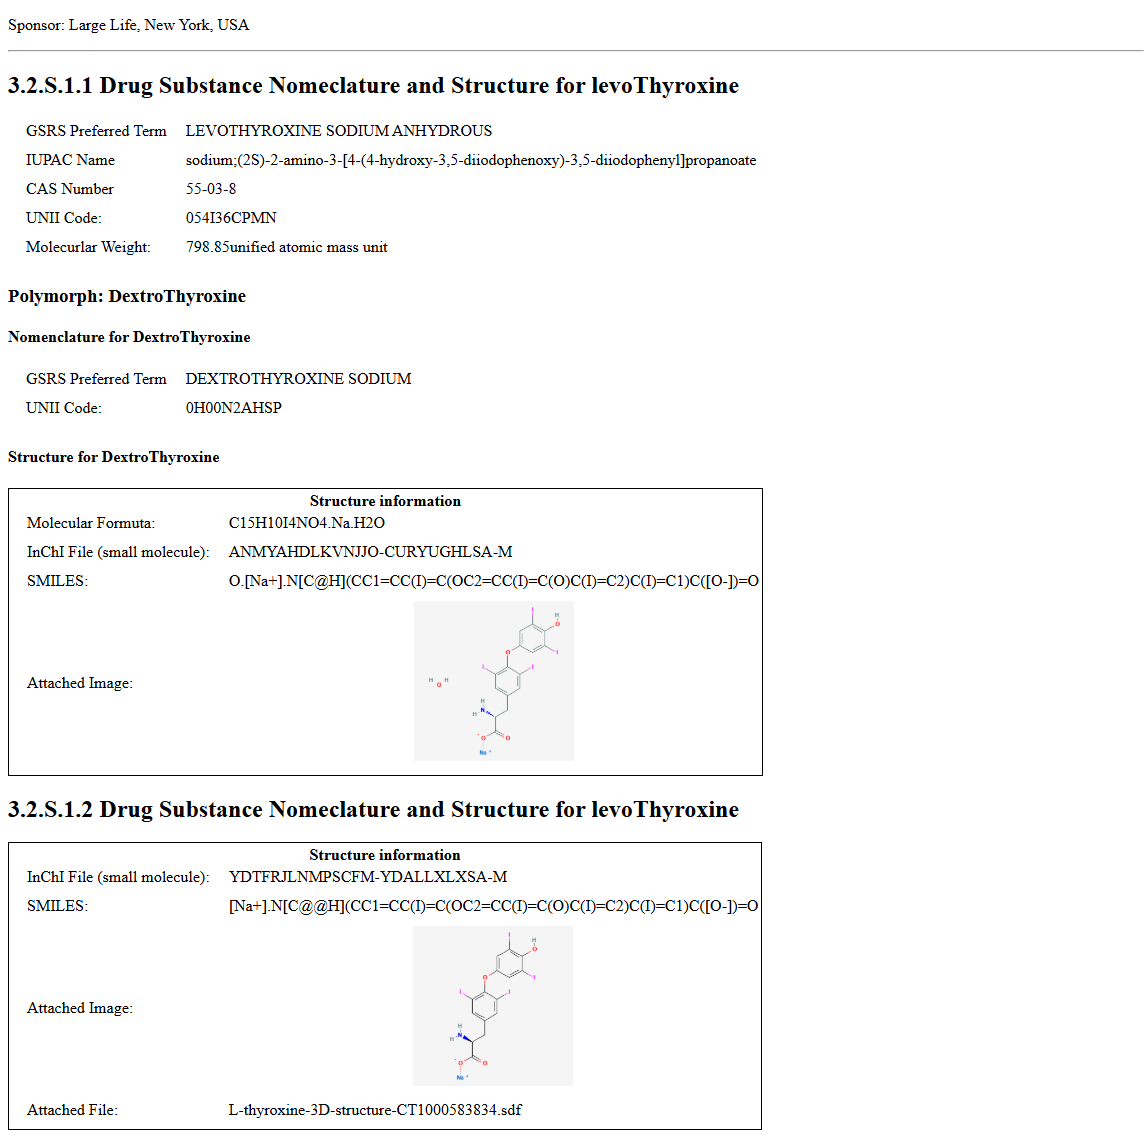 Sponsor: Large Life, New York, USA
3.2.S.1.1 Drug Substance Nomeclature and Structure for levoThyroxine
GSRS Preferred Term LEVOTHYROXINE SODIUM ANHYDROUS
IUPAC Name sodium;(2S)-2-amino-3-[4-(4-hydroxy-3,5-diiodophenoxy)-3,5-diiodophenyl]propanoate
CAS Number 55-03-8
UNII Code: 054I36CPMN
Molecurlar Weight: 798.85unified atomic mass unit
Polymorph: DextroThyroxine
Nomenclature for DextroThyroxine
GSRS Preferred Term DEXTROTHYROXINE SODIUM
UNII Code: 0H00N2AHSP
Structure for DextroThyroxine
Structure information
Molecular Formuta: C15H10I4NO4.Na.H2O
InChI File (small molecule): ANMYAHDLKVNJJO-CURYUGHLSA-M
SMILES: O.[Na+].N[C@H](CC1=CC(I)=C(OC2=CC(I)=C(O)C(I)=C2)C(I)=C1)C([O-])=O
I
H
O
I
O
I I
H O H
H
H N
O- O
Na +
Attached Image:
3.2.S.1.2 Drug Substance Nomeclature and Structure for levoThyroxine
Structure information
InChI File (small molecule): YDTFRJLNMPSCFM-YDALLXLXSA-M
SMILES: [Na+].N[C@@H](CC1=CC(I)=C(OC2=CC(I)=C(O)C(I)=C2)C(I)=C1)C([O-])=O
I
H
O
I
O
I I
H
H N
O- O
Na +
Attached Image:
Attached File: L-thyroxine-3D-structure-CT1000583834.sdf